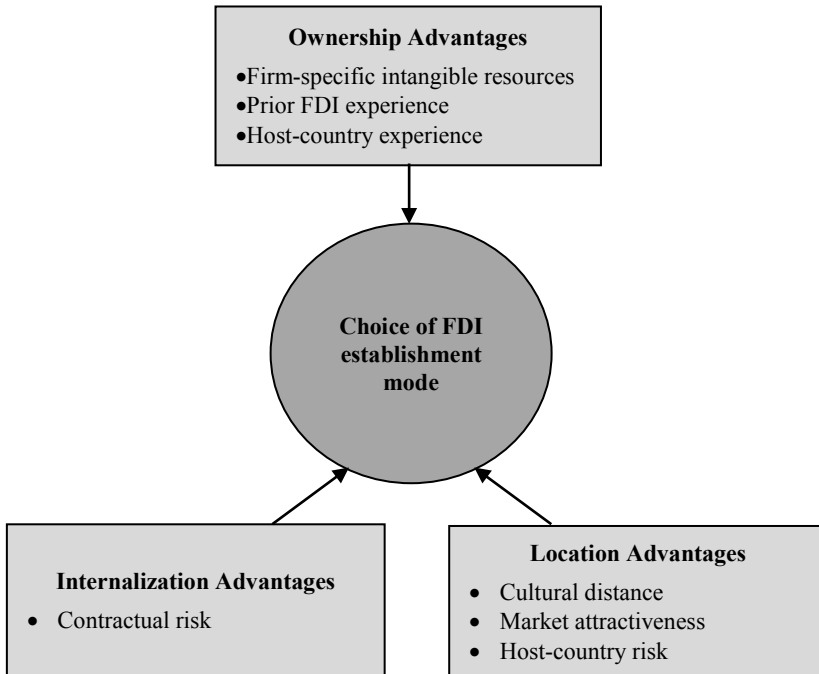 Ownership Advantages
•Firm-specific intangible resources
•Prior FDI experience
•Host-country experience
Choice of FDI
establishment
mode
Internalization Advantages
• Contractual risk
Location Advantages
• Cultural distance
• Market attractiveness
• Host-country risk